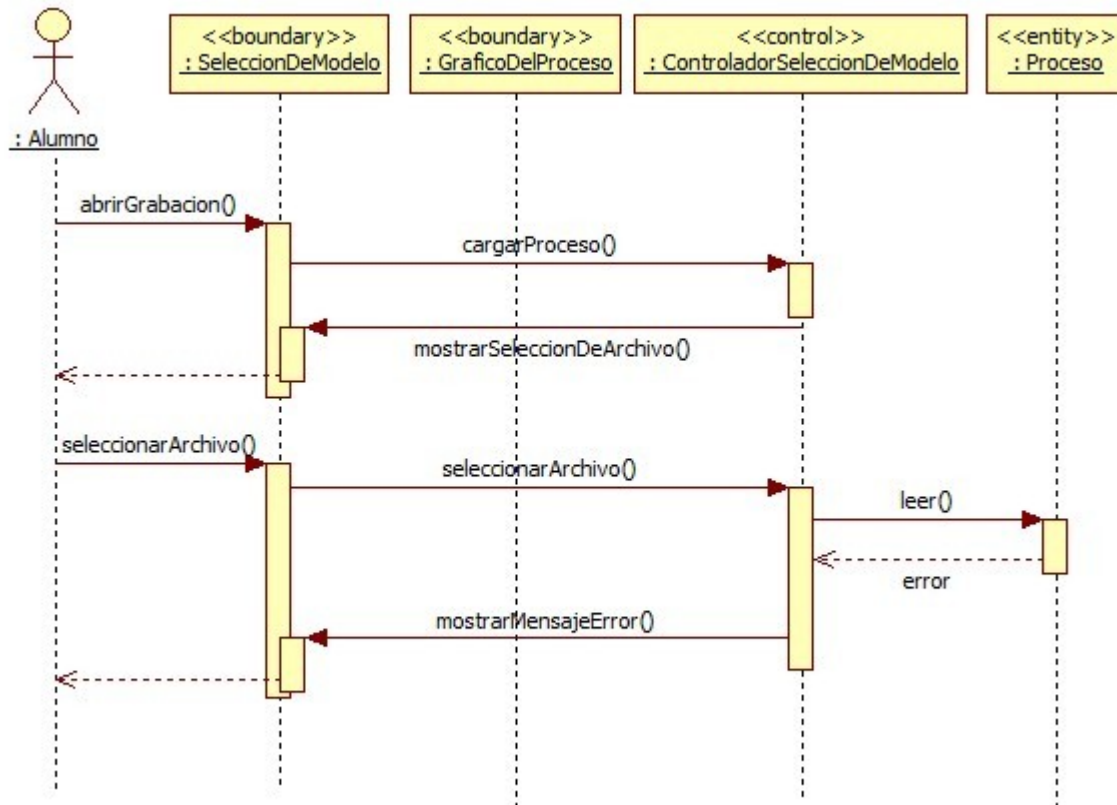 <<boundary>>
: SeleccionDeModelo
<<boundary>>
: GraficoDelProceso
<<control>>
: ControladorSeleccionDeModelo
<<entity>>
: Proceso
: Alumno
abrirGrabacion()
cargarProceso()
mostrarSeleccionDeArchivo()
seleccionarArchivo()
seleccionarArchivo()
leer()
error
mostrarMensajeError()